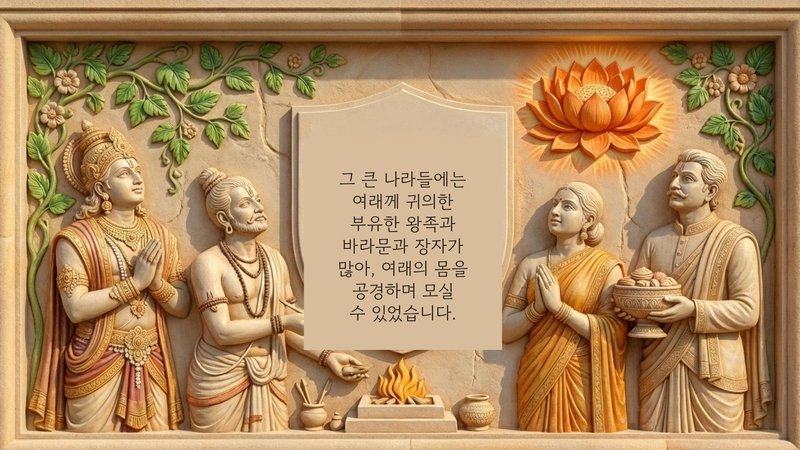 그 큰 나라들에는
여래께 귀의한
부유한 왕족과
바라문과 장자가
많아, 여래의 몸을
공경하며 모실
수 있었습니다.